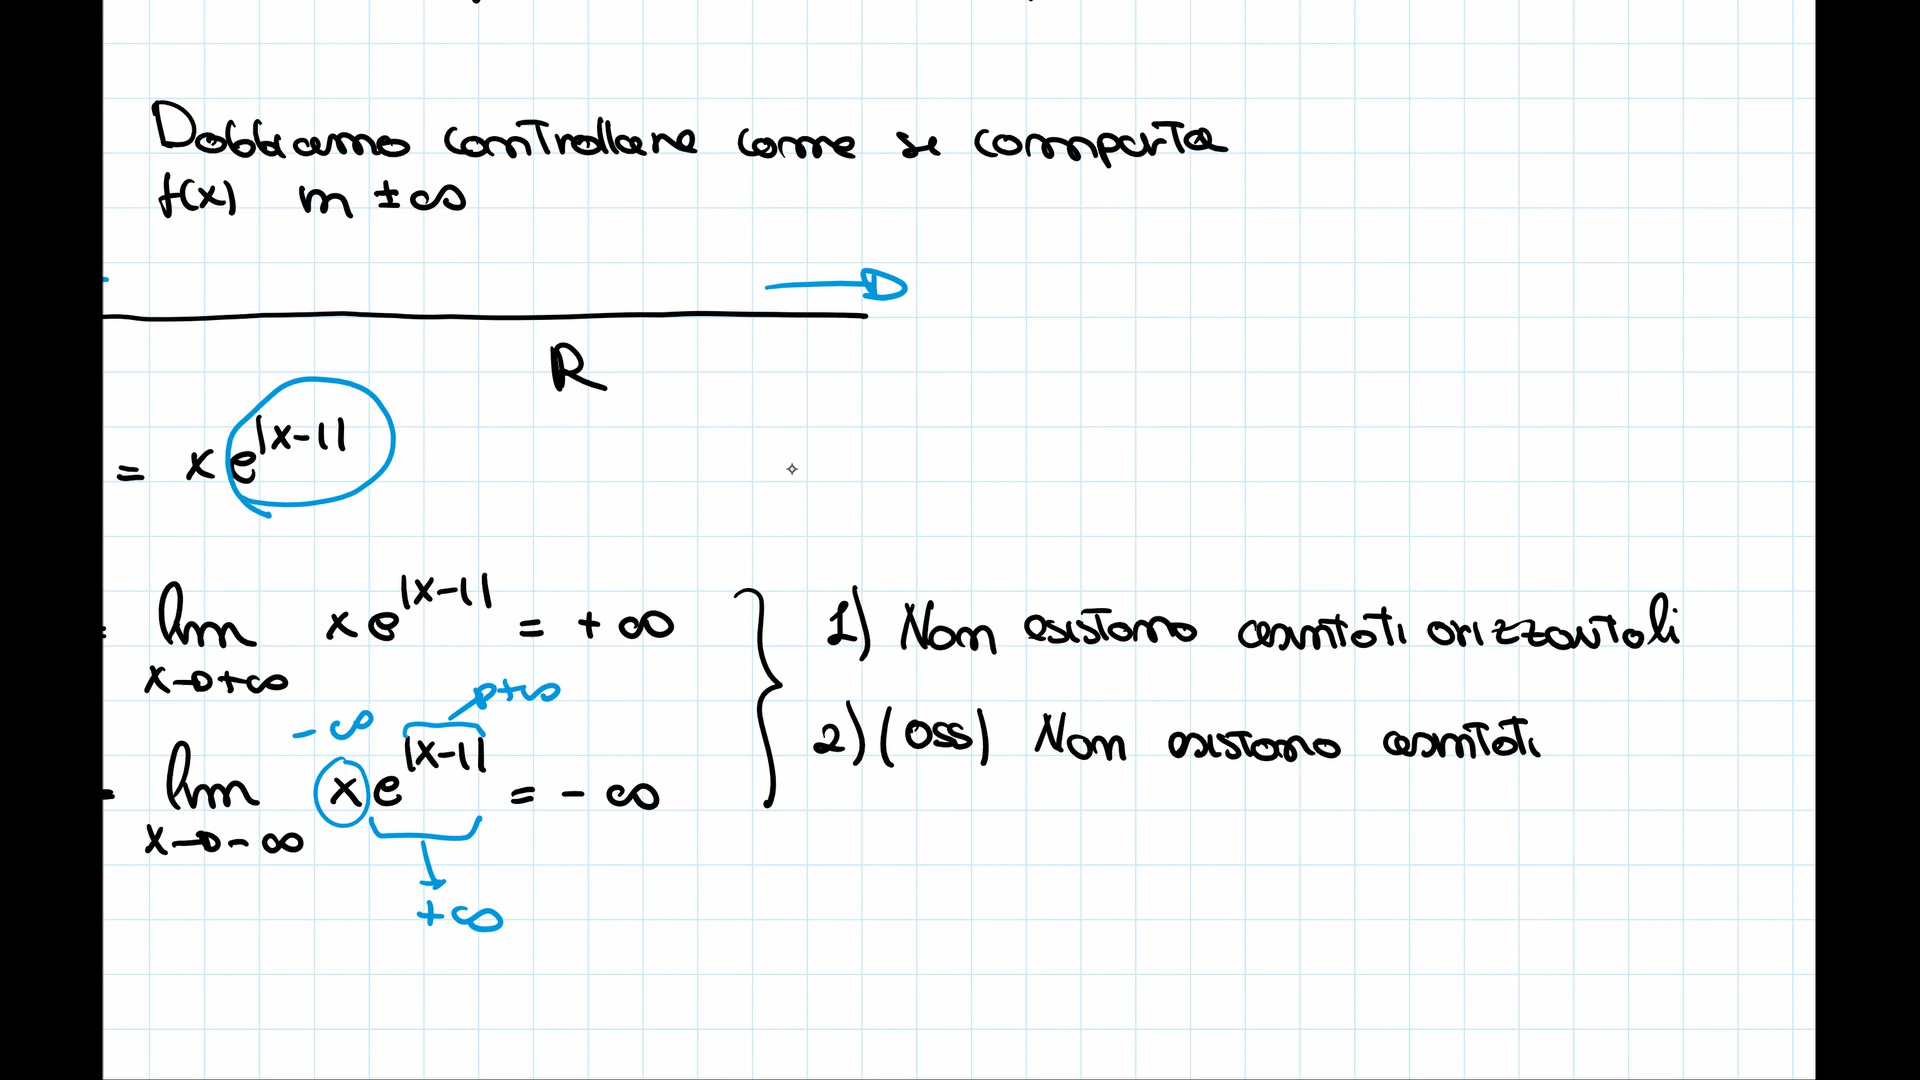 Dobbiamo controllare come si comporta
f(x) in ±∞
R
= x e^|x-1|
lim x e^|x-1| = +∞
x→+∞
1) Non esistono asintoti orizzontali
→+∞
-∞
lim x e^|x-1| = -∞
x→-∞
+∞
2) (oss) Non esistono asintoti